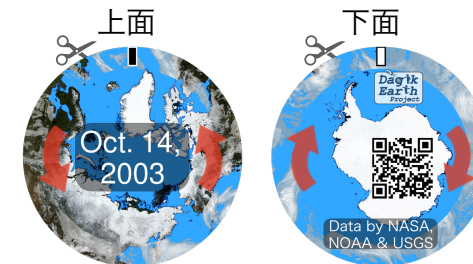 上面
下面
Oct. 14,
2003
Dagik
Earth
Project
Data by NASA,
NOAA & USGS